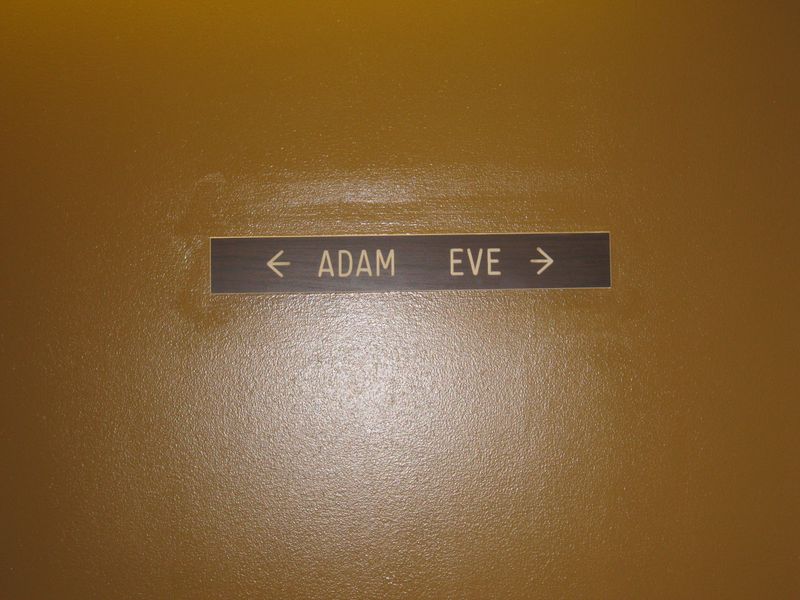 ← ADAM EVE →